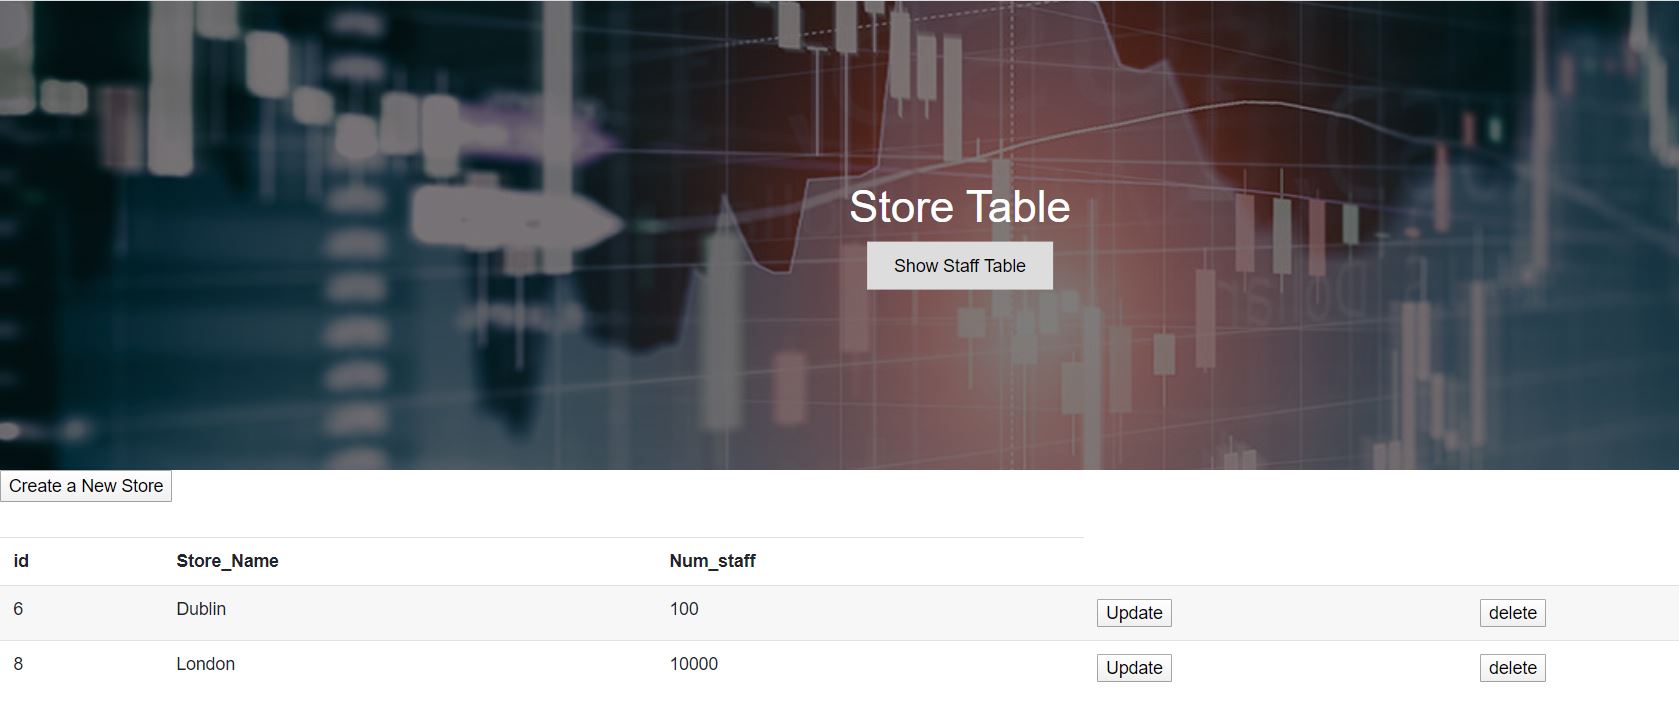 Store Table
Show Staff Table
Create a New Store
id Store_Name Num_staff
6 Dublin 100 Update delete
8 London 10000 Update delete